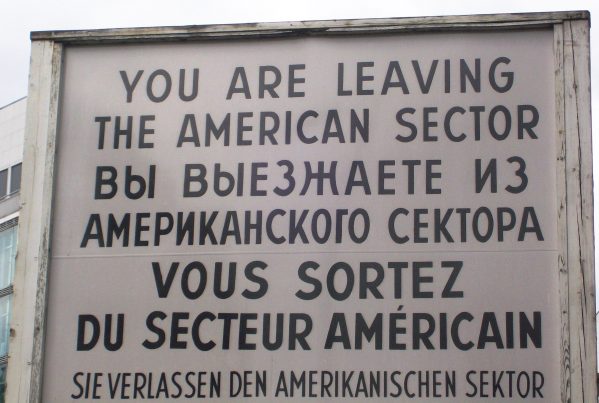 YOU ARE LEAVING
THE AMERICAN SECTOR
ВЫ ВЫЕЗЖАЕТЕ ИЗ
АМЕРИКАНСКОГО СЕКТОРА
VOUS SORTEZ
DU SECTEUR AMÉRICAIN
SIE VERLASSEN DEN AMERIKANISCHEN SEKTOR